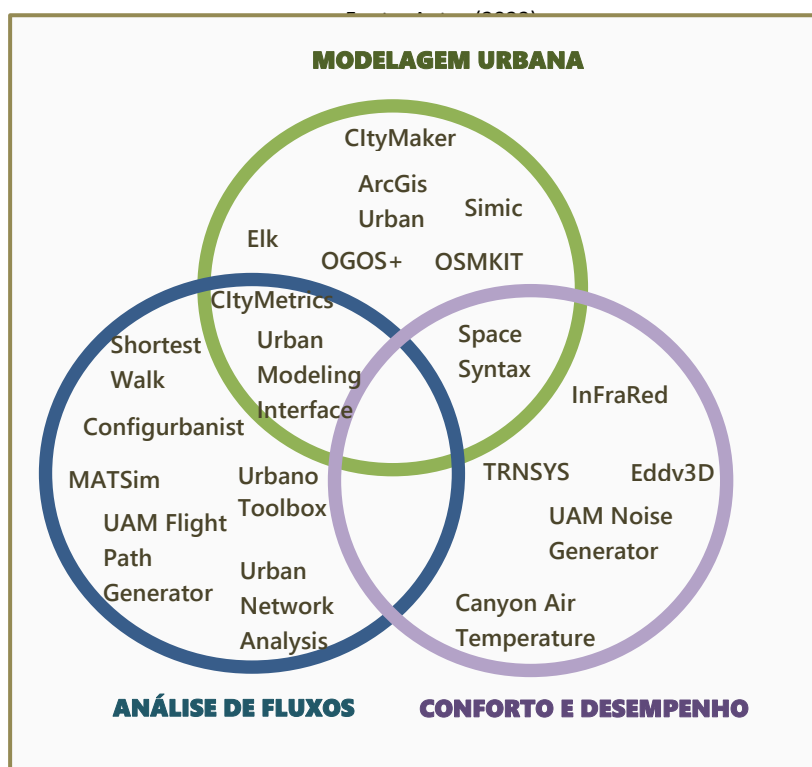 MODELAGEM URBANA
CItyMaker
ArcGis
Urban
Simic
Elk
OGOS+
OSMKIT
CItyMetrics
Shortest
Walk
Urban
Modeling
Interface
Space
Syntax
InFraRed
Configurbanist
MATSim
Urbano
Toolbox
TRNSYS
Eddv3D
UAM Flight
Path
Generator
UAM Noise
Generator
Urban
Network
Analysis
Canyon Air
Temperature
ANÁLISE DE FLUXOS
CONFORTO E DESEMPENHO